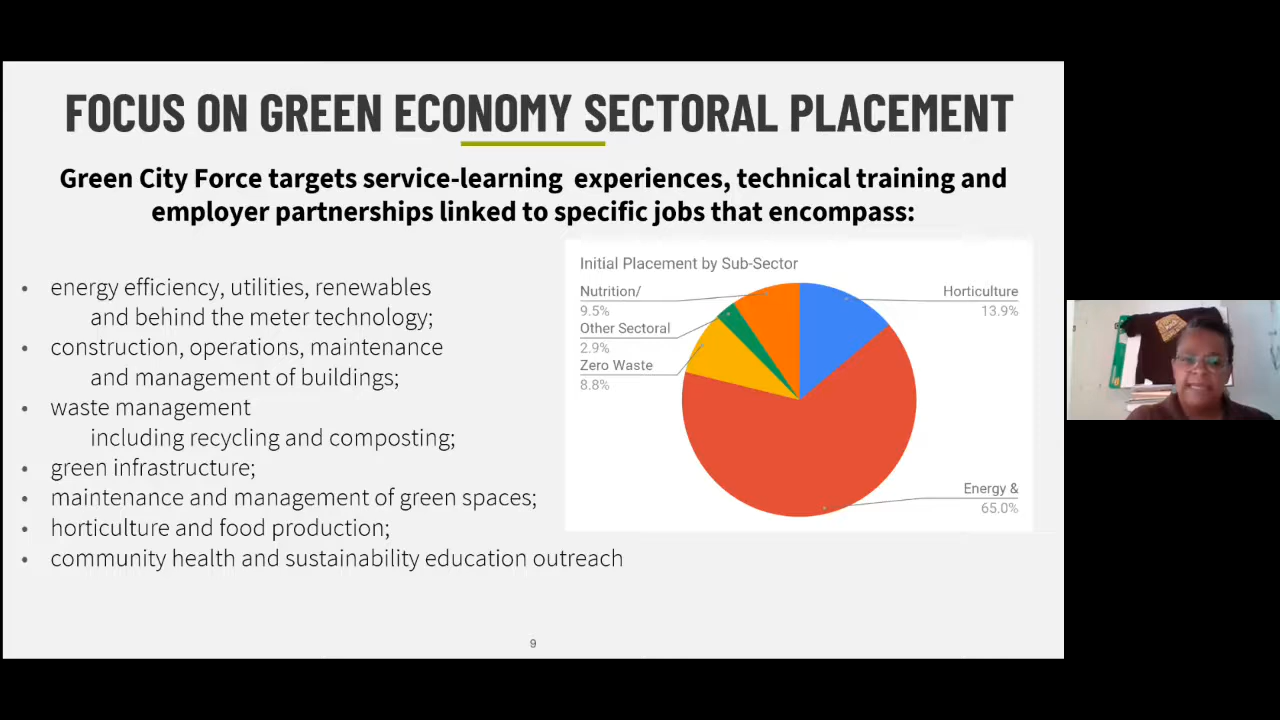 FOCUS ON GREEN ECONOMY SECTORAL PLACEMENT
Green City Force targets service-learning experiences, technical training and
employer partnerships linked to specific jobs that encompass:
• energy efficiency, utilities, renewables
and behind the meter technology;
• construction, operations, maintenance
and management of buildings;
• waste management
including recycling and composting;
• green infrastructure;
• maintenance and management of green spaces;
• horticulture and food production;
• community health and sustainability education outreach
Initial Placement by Sub-Sector
Nutrition/
9.5%
Other Sectoral
2.9%
Zero Waste
8.8%
Horticulture
13.9%
Energy &
65.0%
9